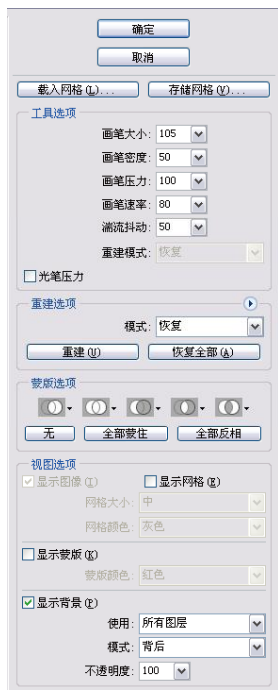 确定
取消
载入网格(L)... 存储网格(V)...
工具选项
画笔大小: 105
画笔密度: 50
画笔压力: 100
画笔速率: 80
湍流抖动: 50
重建模式: 恢复
光笔压力
重建选项
模式: 恢复
重建(U) 恢复全部(A)
蒙版选项
无 全部蒙住 全部反相
视图选项
显示图像(I) 显示网格(E)
网格大小: 中
网格颜色: 灰色
显示蒙版(K)
蒙版颜色: 红色
显示背景(P)
使用: 所有图层
模式: 背后
不透明度: 100